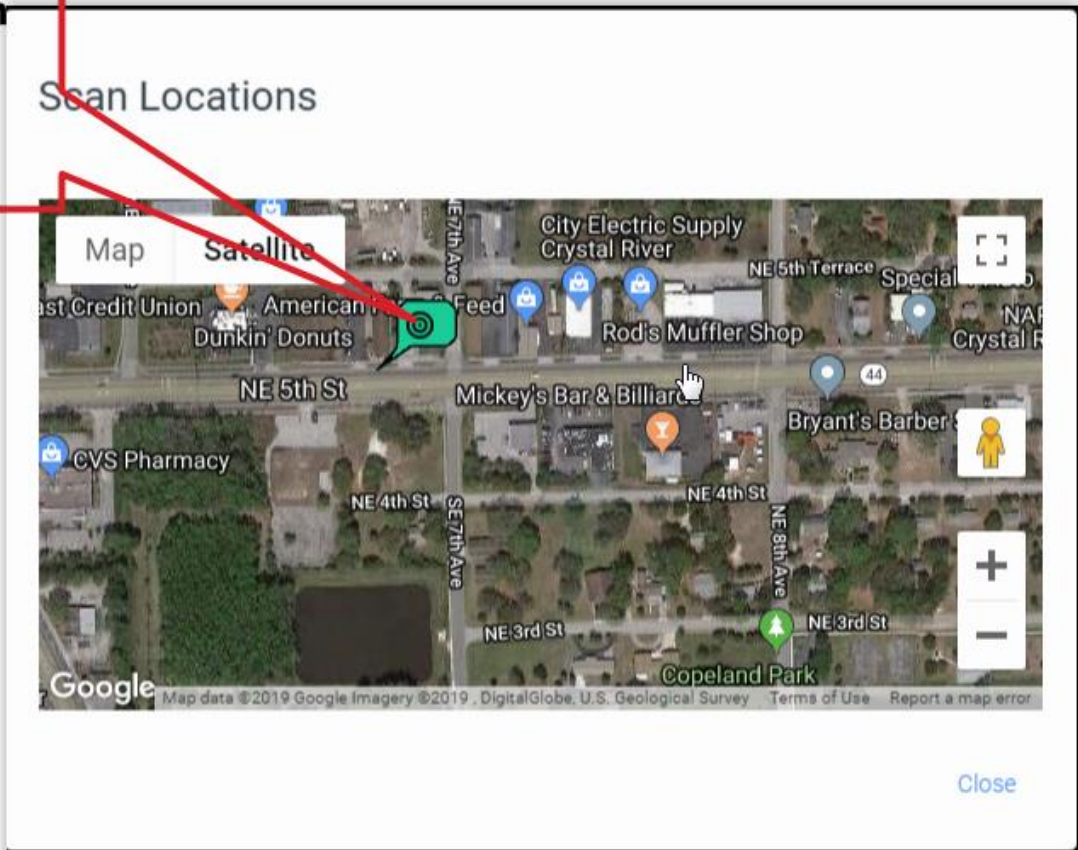 Scan Locations
Map
Satellite
NE 7th Ave
City Electric Supply
Crystal River
NE 5th Terrace
Special
ast Credit Union
American
Feed
Dunkin' Donuts
Rod's Muffler Shop
Crystal R
NE 5th St
44
Mickey's Bar & Billiards
Bryant's Barber
CVS Pharmacy
NE 4th St
SE 7th Ave
NE 4th St
NE 8th Ave
NE 3rd St
NE 3rd St
Copeland Park
Google
Map data ©2019 Google Imagery ©2019 , DigitalGlobe, U.S. Geological Survey
Terms of Use
Report a map error
Close